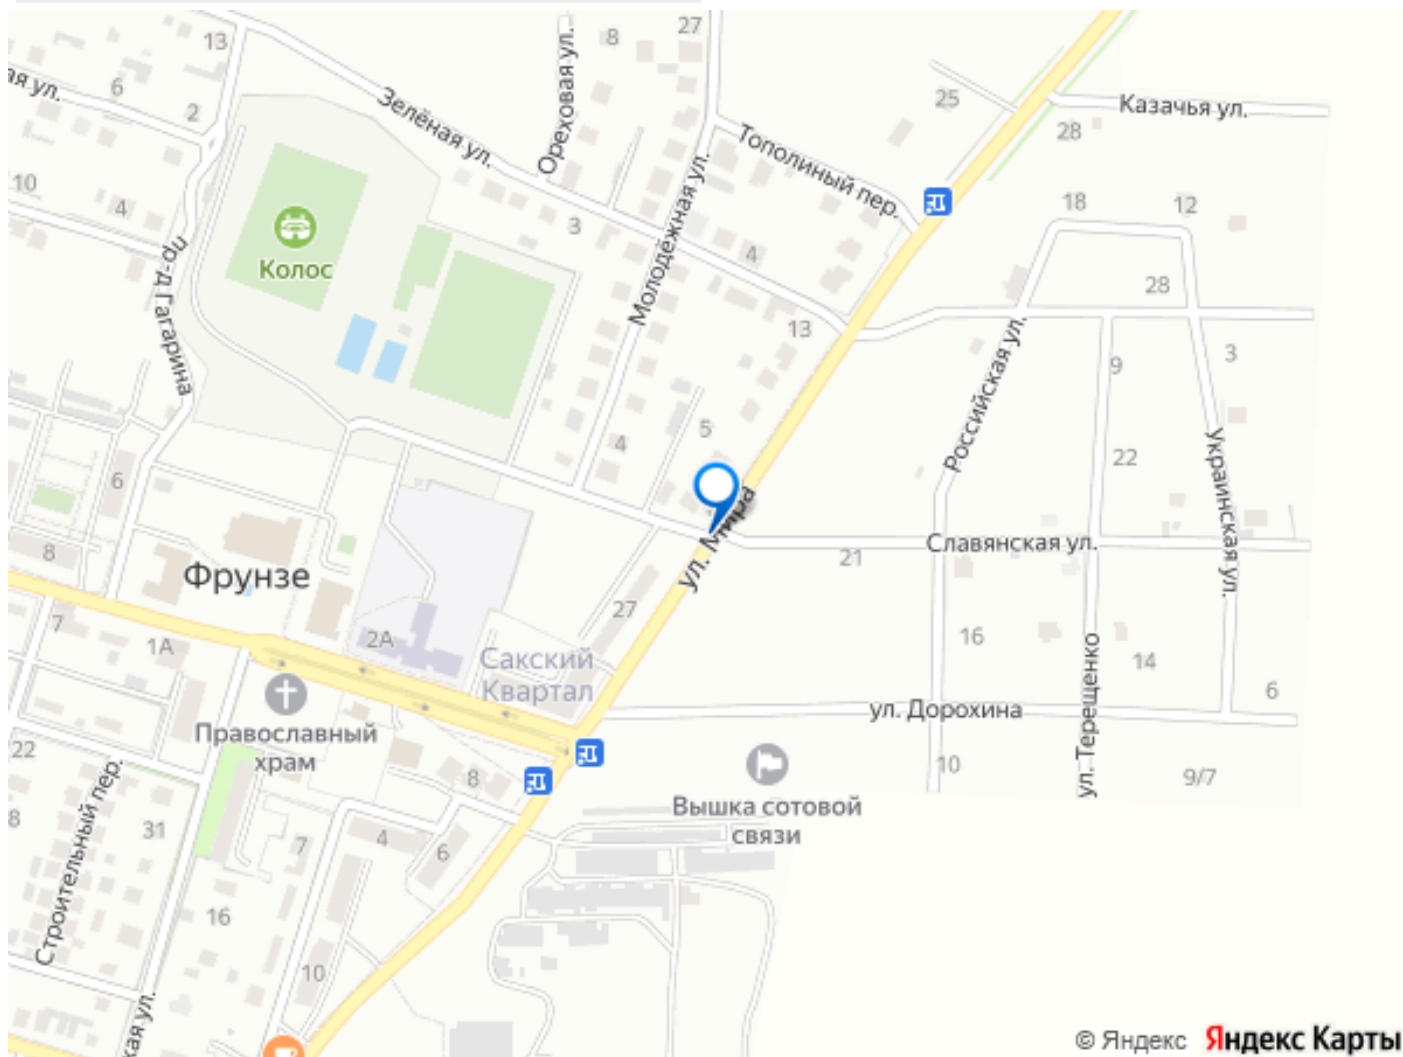 13
8
27
ая ул.
6
2
Зелёная ул.
Ореховая ул.
25
Казачья ул.
28
Тополиный пер.
10
4
пр-д Гагарина
Колос
3
Молодёжная ул.
4
18
12
28
13
3
9
Российская ул.
5
4
22
Украинская ул.
6
8
ул. Мира
21
Славянская ул.
Фрунзе
27
7
1А
2А
16
14
Сакский
Квартал
ул. Терещенко
6
ул. Дорохина
Православный
храм
22
8
10
9/7
Вышка сотовой
связи
Строительный пер.
8
31
7
4
6
16
10
кая ул.
© Яндекс Яндекс Карты